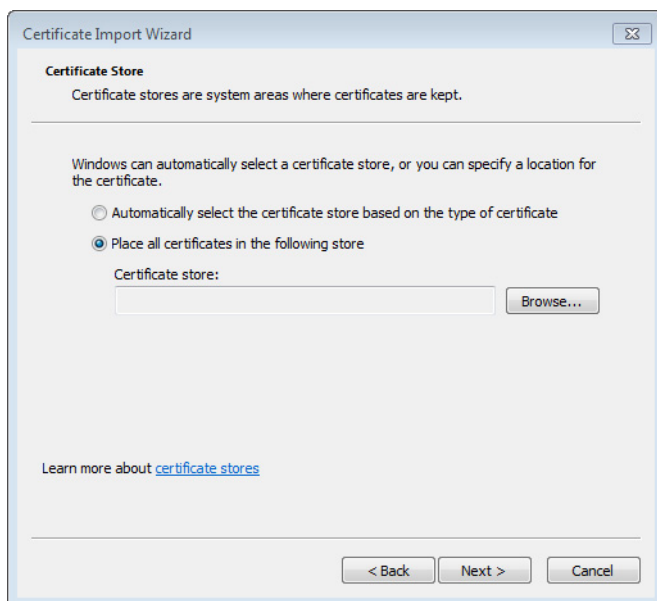 Certificate Import Wizard
Certificate Store
Certificate stores are system areas where certificates are kept.
Windows can automatically select a certificate store, or you can specify a location for
the certificate.
Automatically select the certificate store based on the type of certificate
Place all certificates in the following store
Certificate store:
Browse...
Learn more about certificate stores
< Back Next > Cancel